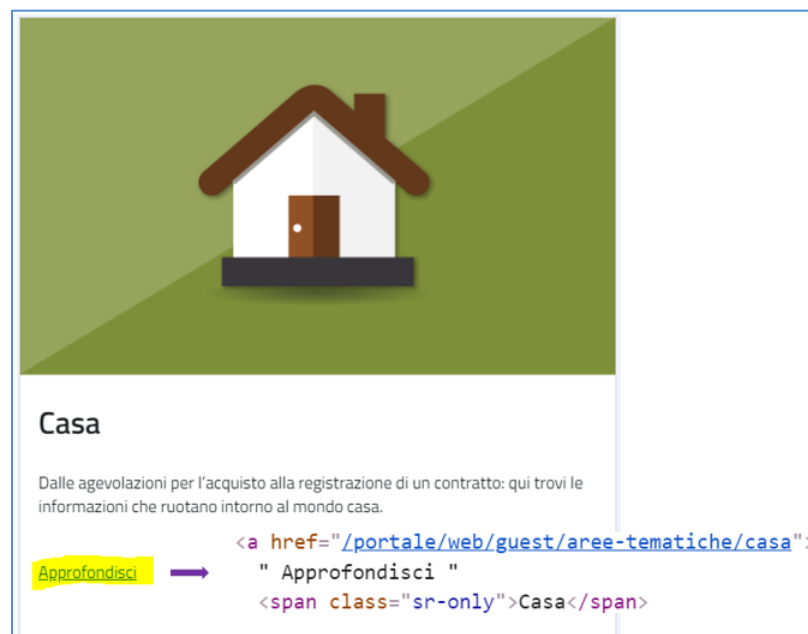 Casa
Dalle agevolazioni per l'acquisto alla registrazione di un contratto: qui trovi le
informazioni che ruotano intorno al mondo casa.
<a href="/portale/web/guest/aree-tematiche/casa">
Approfondisci
" Approfondisci "
<span class="sr-only">Casa</span>